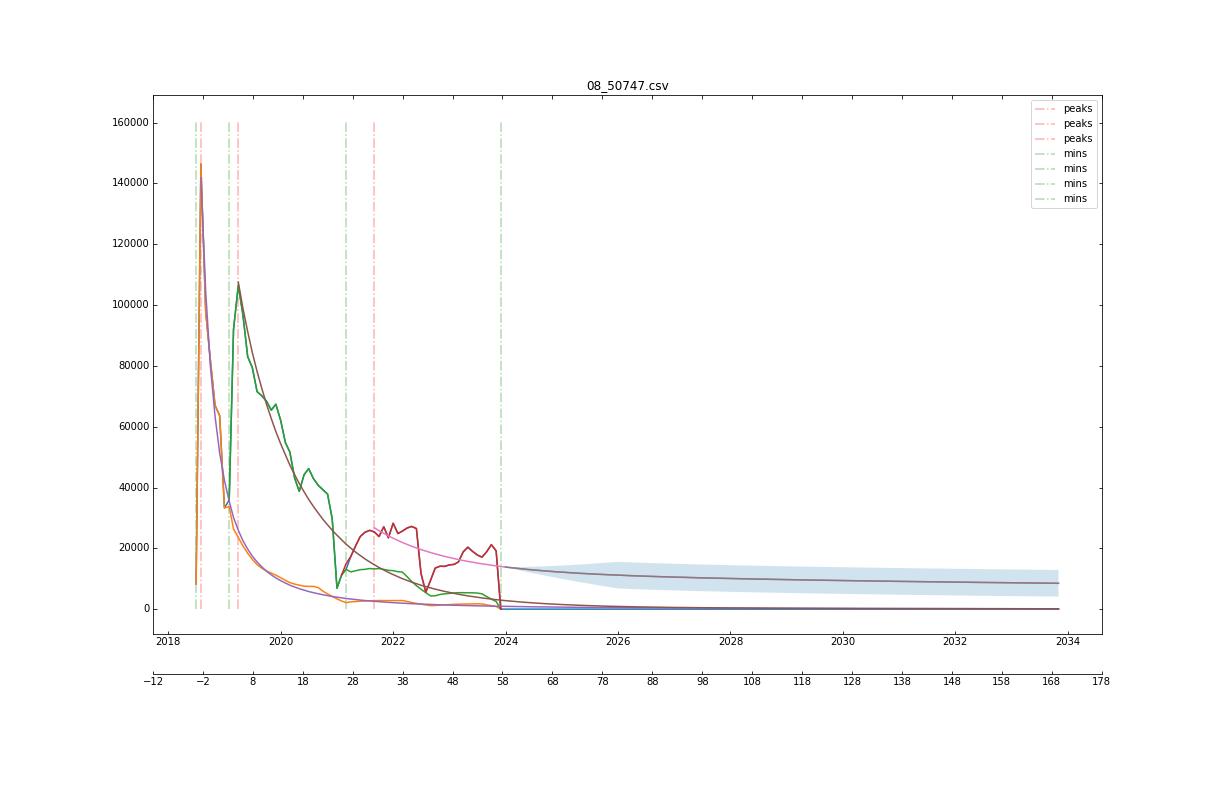 08_50747.csv
160000
140000
120000
100000
80000
60000
40000
20000
0
peaks
peaks
peaks
mins
mins
mins
mins
2018 2020 2022 2024 2026 2028 2030 2032 2034
−12 −2 8 18 28 38 48 58 68 78 88 98 108 118 128 138 148 158 168 178